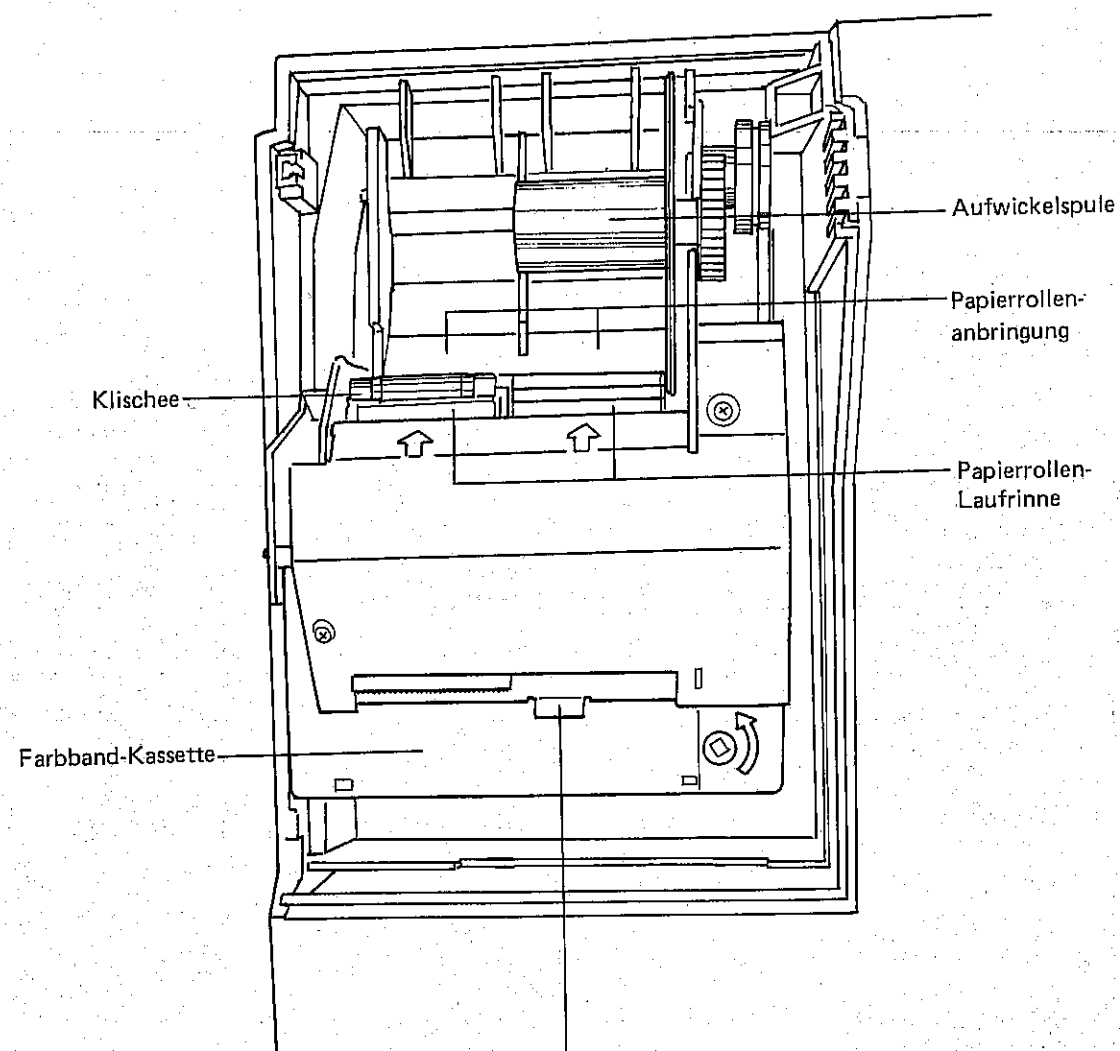 Aufwickelspule
Papierrollen-
anbringung
Klischee
Papierrollen-
Laufrinne
Farbband-Kassette